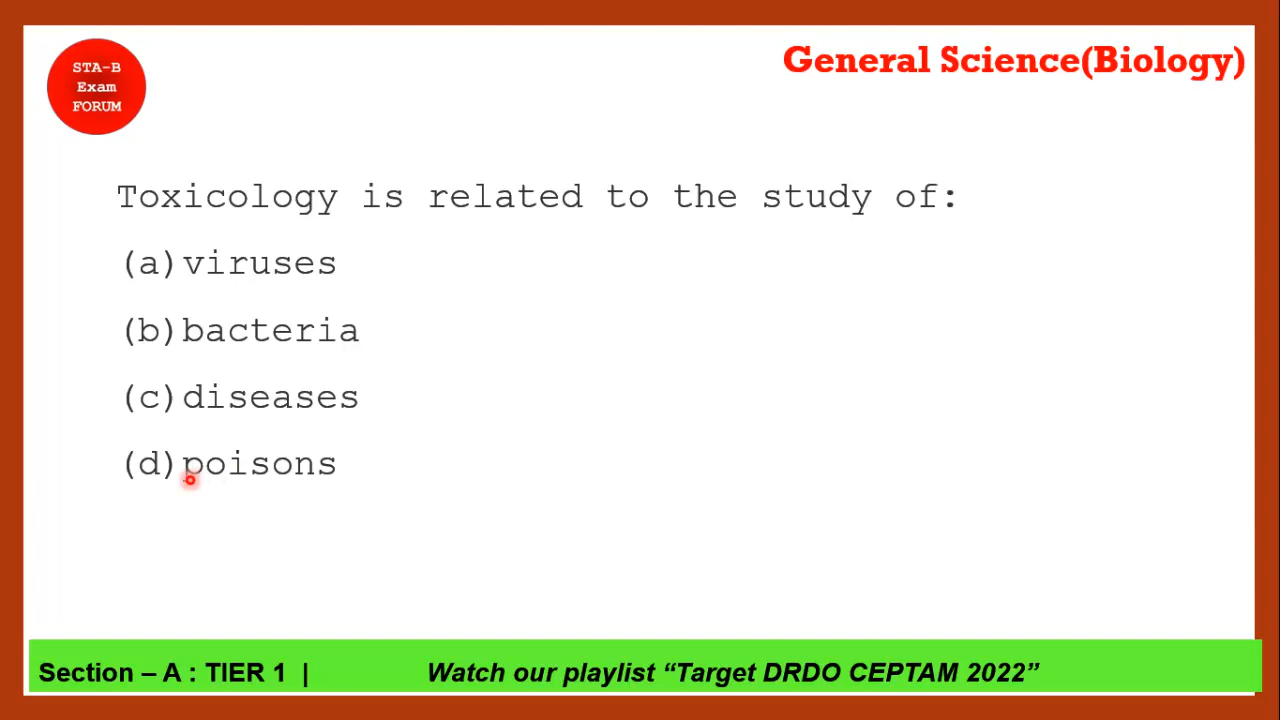 STA-B
Exam
FORUM
General Science(Biology)
Toxicology is related to the study of:
(a)viruses
(b)bacteria
(c)diseases
(d)poisons
Section – A : TIER 1 | Watch our playlist “Target DRDO CEPTAM 2022”